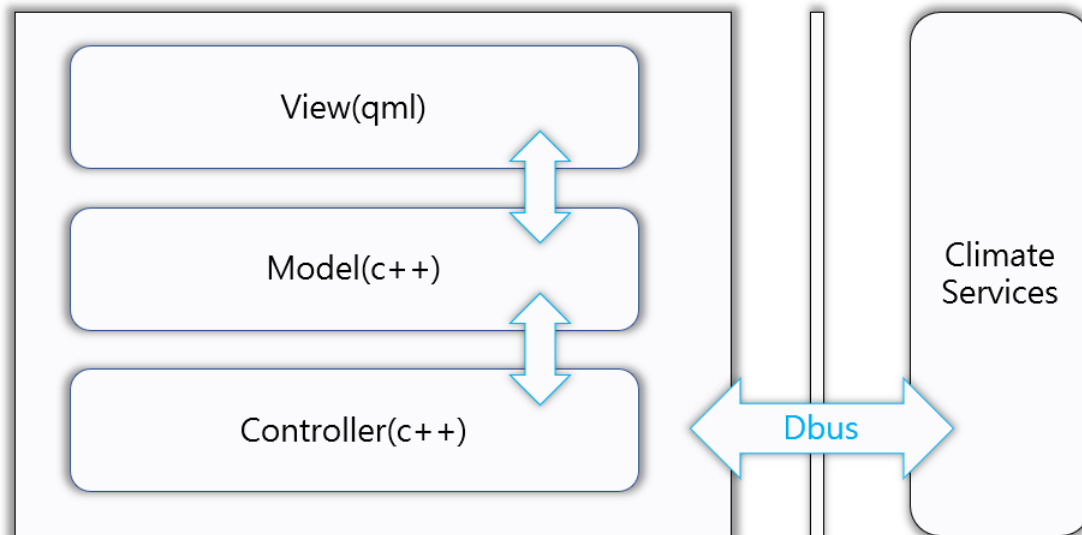 View(qml)
Model(c++)
Controller(c++)
Dbus
Climate
Services